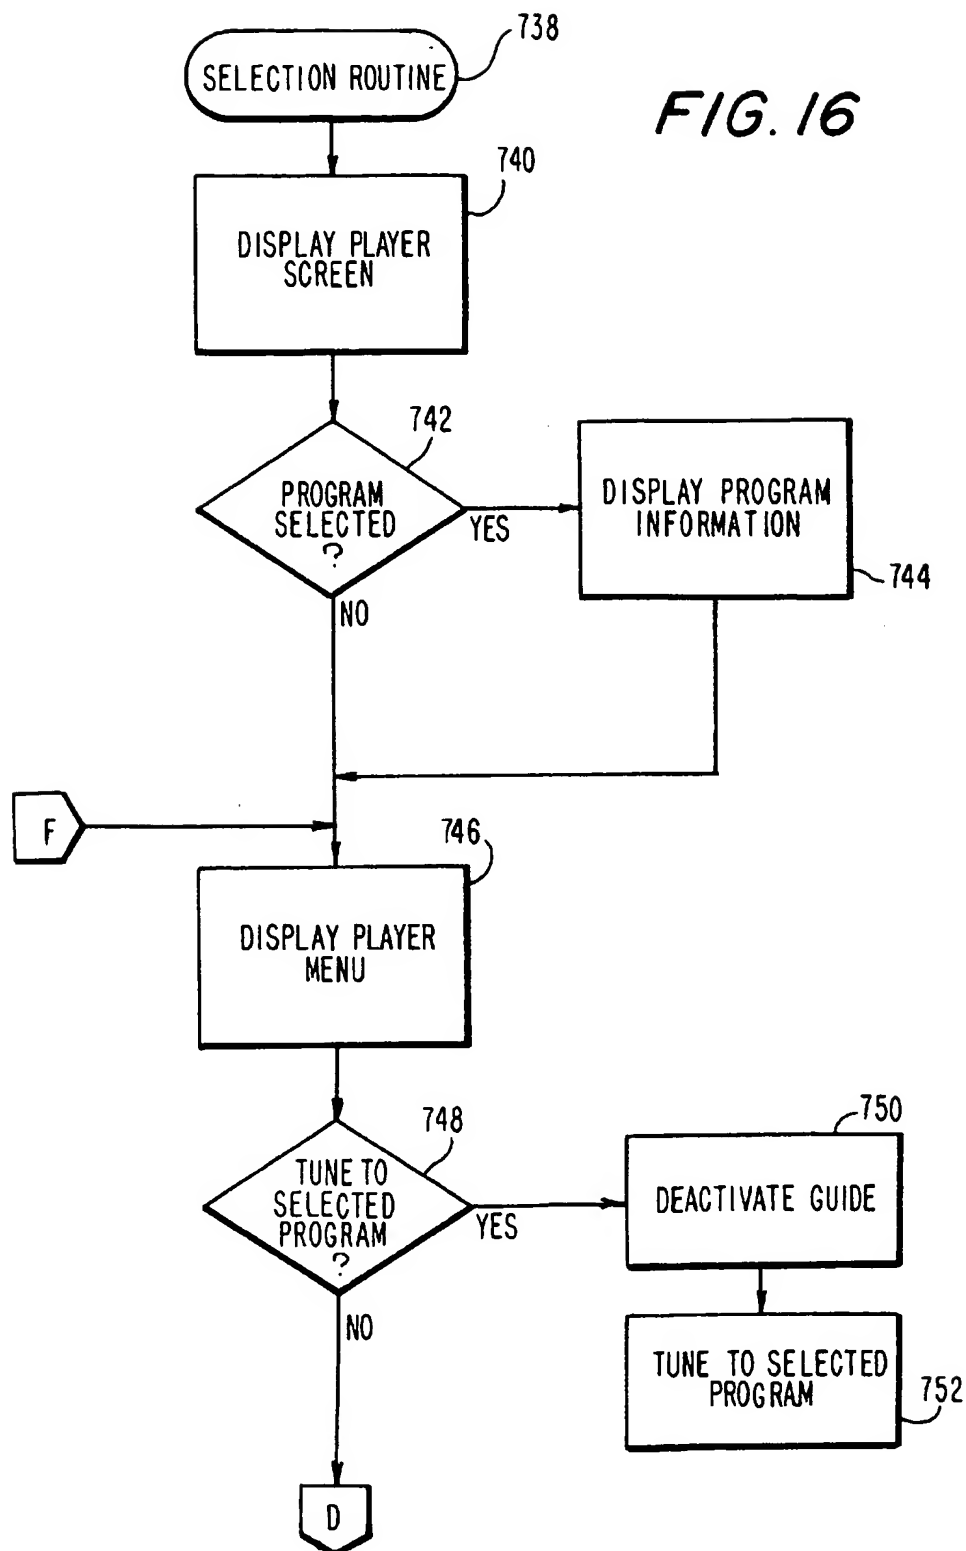 738
SELECTION ROUTINE
FIG. 16
740
DISPLAY PLAYER
SCREEN
742
PROGRAM
SELECTED
?
YES
NO
DISPLAY PROGRAM
INFORMATION
744
F
746
DISPLAY PLAYER
MENU
748
TUNE TO
SELECTED
PROGRAM
?
YES
NO
750
DEACTIVATE GUIDE
TUNE TO SELECTED
PROGRAM
752
D